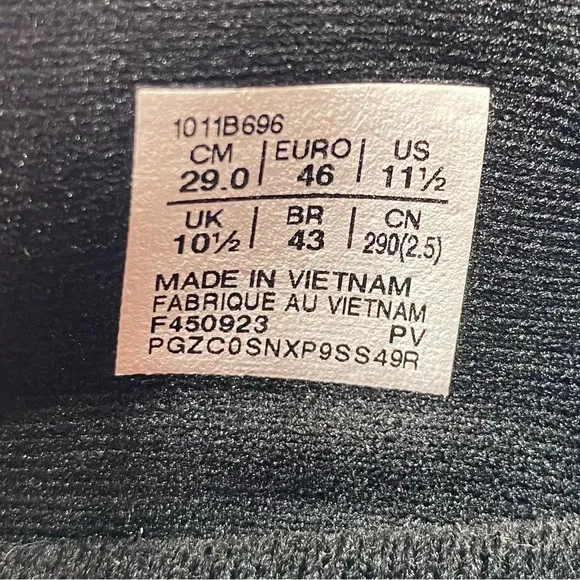 1011B696
CM | EURO | US
29.0 | 46 | 11½
UK | BR | CN
10½ | 43 | 290(2.5)
MADE IN VIETNAM
FABRIQUE AU VIETNAM
F450923 PV
PGZC0SNXP9SS49R